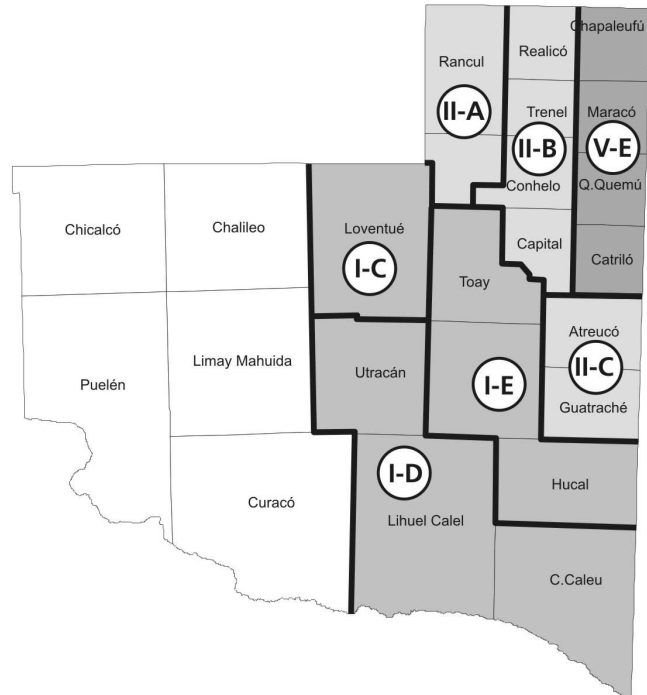 Chapaleufú
Realicó
Rancul
II-A
Trenel
Maracó
II-B
V-E
Conhelo
Q.Quemú
Chicalcó
Chalileo
Loventué
Capital
Catriló
I-C
Toay
Atreucó
Limay Mahuida
Utracán
II-C
Puelén
I-E
Guatraché
I-D
Hucal
Curacó
Lihuel Calel
C.Caleu